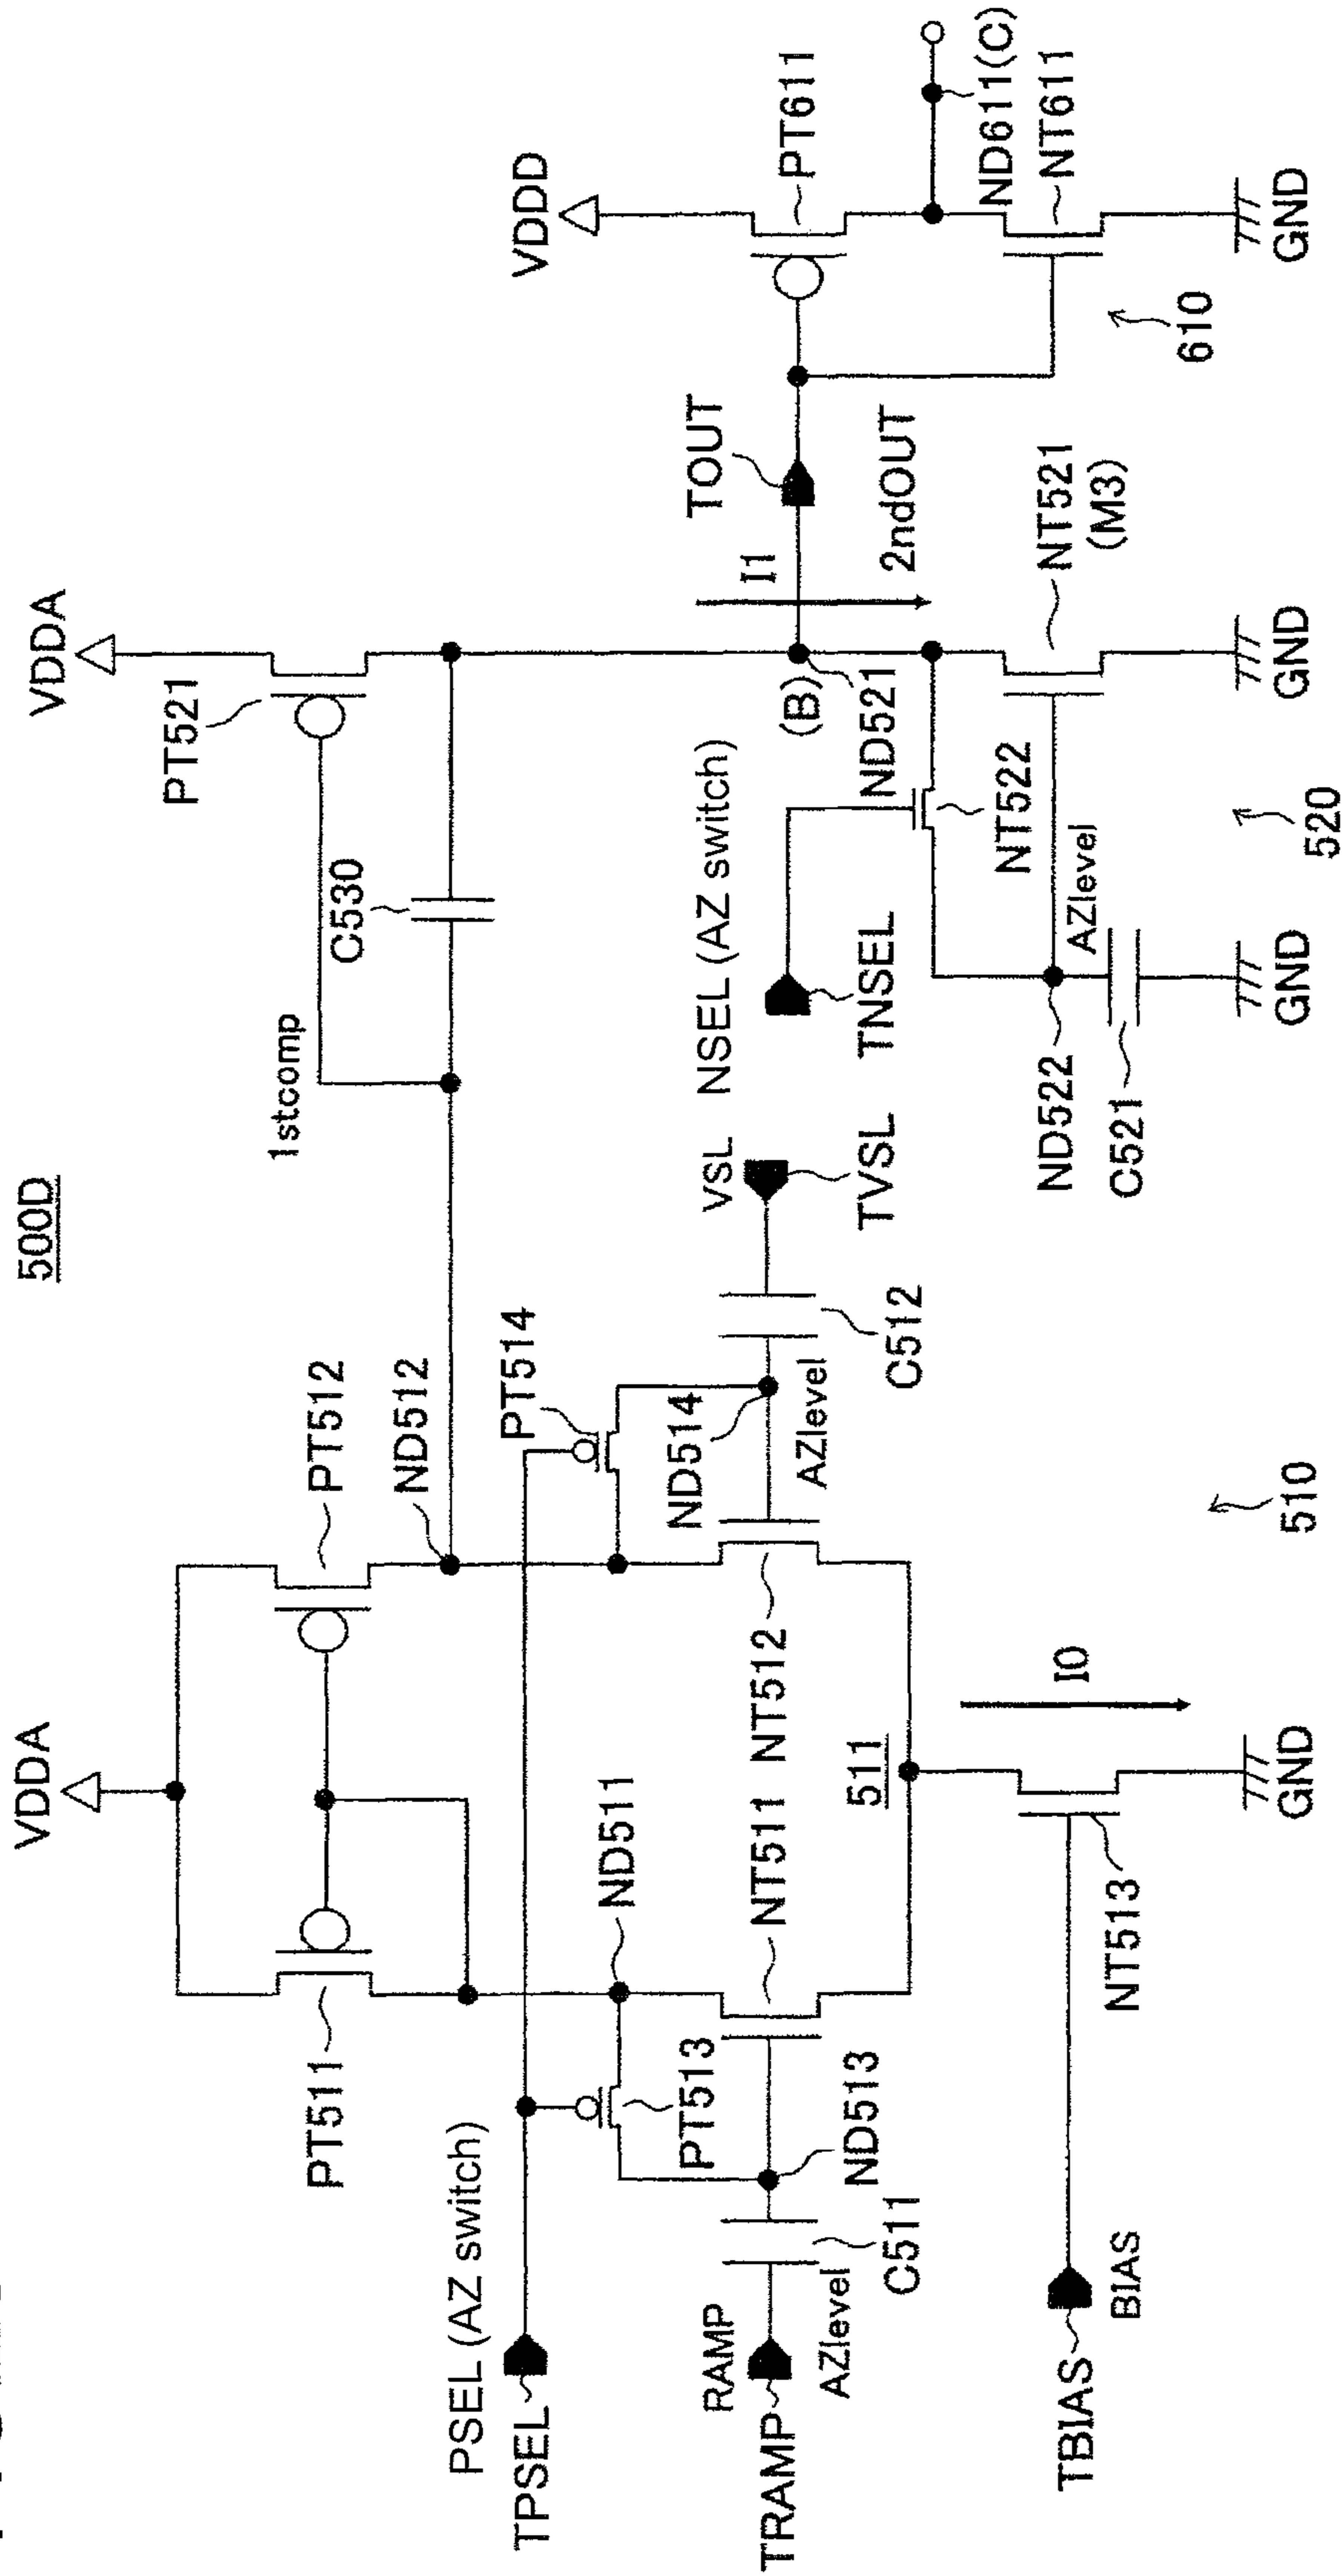 500D
VDDA
PT511
PT512
ND512
1stcomp
C530
VDDA
PT521
PSEL (AZ switch)
TPSEL
ND511
PT513
PT514
ND514
RAMP
TRAMP
AZlevel
C511
ND513
NT511
NT512
AZlevel
C512
VSL
TVSL
511
I0
TBIAS
BIAS
NT513
GND
510
NSEL (AZ switch)
TNSEL
(B)
ND521
I1
TOUT
2ndOUT
NT522
AZlevel
ND522
C521
GND
NT521
(M3)
GND
520
VDDD
PT611
ND611(C)
NT611
GND
610